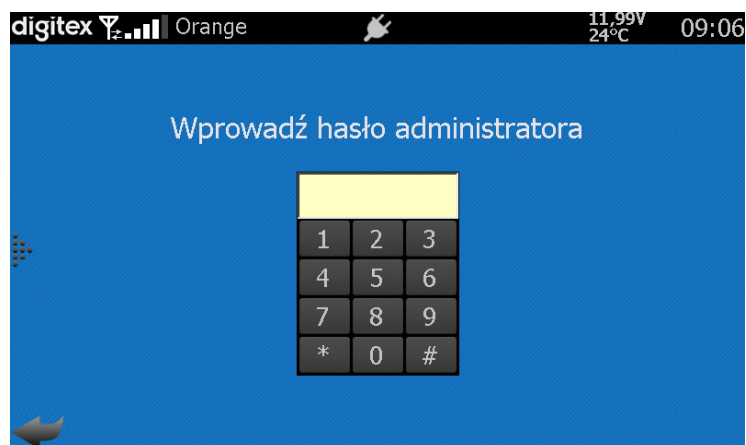 digitex Orange 11,99V 09:06
24°C
Wprowadź hasło administratora
1 2 3
4 5 6
7 8 9
* 0 #